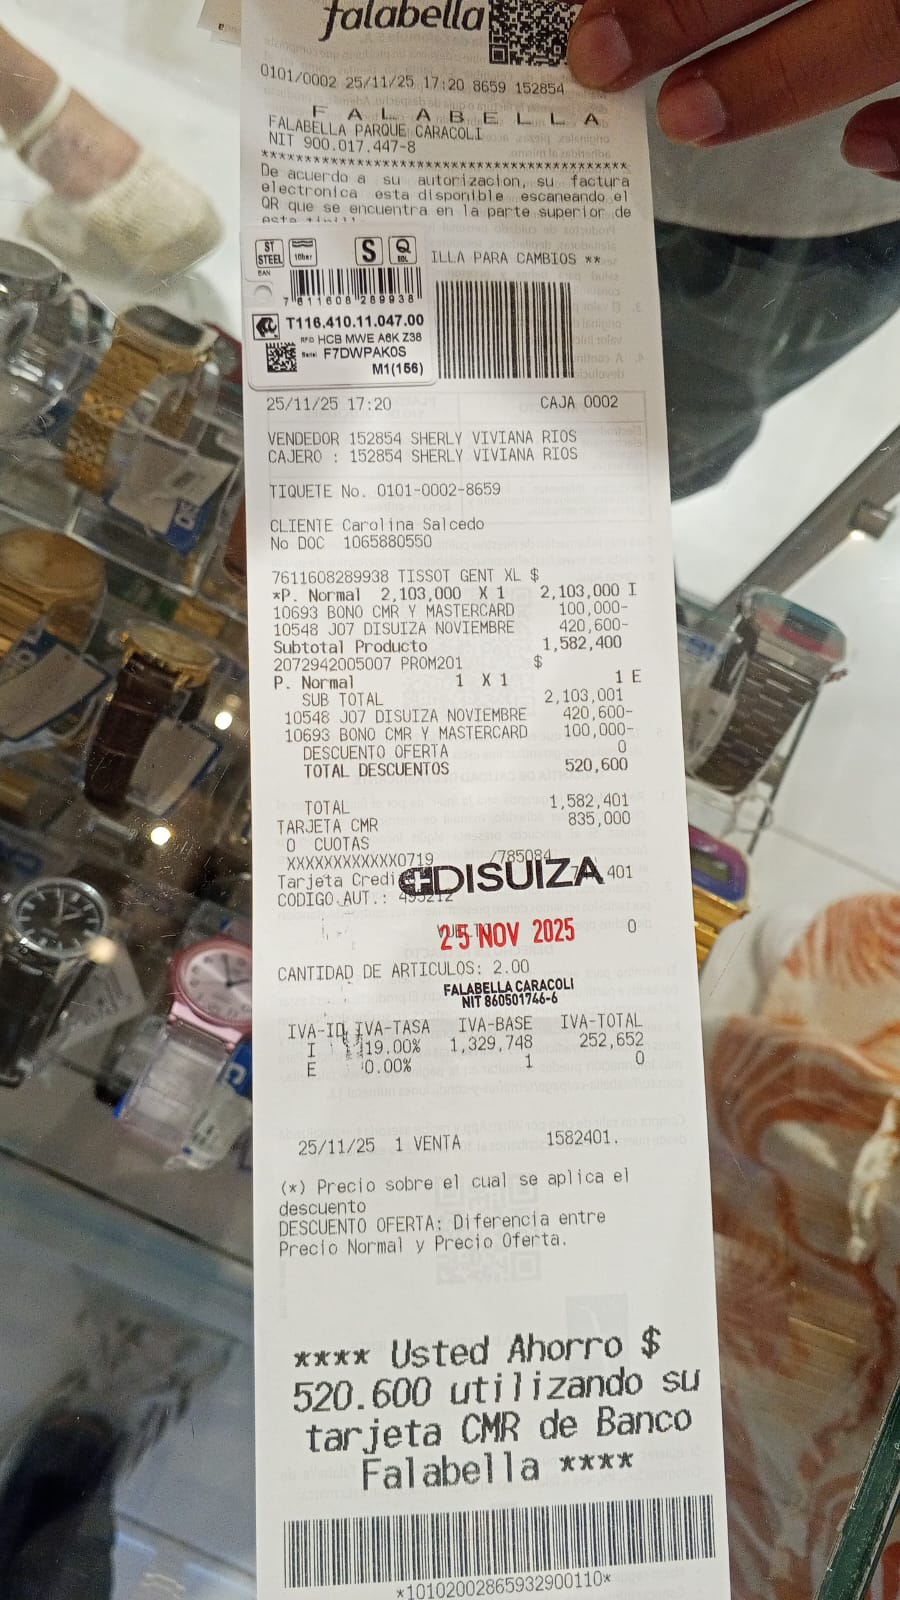 falabella
0101/0002 25/11/25 17:20 8659 152854
F A L A B E L L A
FALABELLA PARQUE CARACOLI
NIT 900.017.447-8
****************************************
De acuerdo a su autorizacion, su factura
electronica esta disponible escaneando el
QR que se encuentra en la parte superior de
ILLA PARA CAMBIOS **
ST STEEL 10bar S Q
EAN
7 611608 289938
T116.410.11.047.00
RFD HCB MWE A6K Z38
Serial F7DWPAK0S
M1(156)
25/11/25 17:20 CAJA 0002
VENDEDOR 152854 SHERLY VIVIANA RIOS
CAJERO : 152854 SHERLY VIVIANA RIOS
TIQUETE No. 0101-0002-8659
CLIENTE Carolina Salcedo
No DOC 1065880550
7611608289938 TISSOT GENT XL $
*P. Normal 2,103,000 X 1 2,103,000 I
10693 BONO CMR Y MASTERCARD 100,000-
10548 J07 DISUIZA NOVIEMBRE 420,600-
Subtotal Producto 1,582,400
2072942005007 PROM201 $
P. Normal 1 X 1 1 E
SUB TOTAL 2,103,001
10548 J07 DISUIZA NOVIEMBRE 420,600-
10693 BONO CMR Y MASTERCARD 100,000-
DESCUENTO OFERTA 0
TOTAL DESCUENTOS 520,600
TOTAL 1,582,401
TARJETA CMR 835,000
0 CUOTAS
XXXXXXXXXXXX0719 /785084
Tarjeta Credi 401
DISUIZA
CODIGO AUT.: 495212
25 NOV 2025 0
CANTIDAD DE ARTICULOS: 2.00
FALABELLA CARACOLI
NIT 860501746-6
IVA-ID IVA-TASA IVA-BASE IVA-TOTAL
I 19.00% 1,329,748 252,652
E 0.00% 1 0
25/11/25 1 VENTA 1582401.
(*) Precio sobre el cual se aplica el
descuento
DESCUENTO OFERTA: Diferencia entre
Precio Normal y Precio Oferta.
**** Usted Ahorro $
520.600 utilizando su
tarjeta CMR de Banco
Falabella ****
*10102002865932900110*